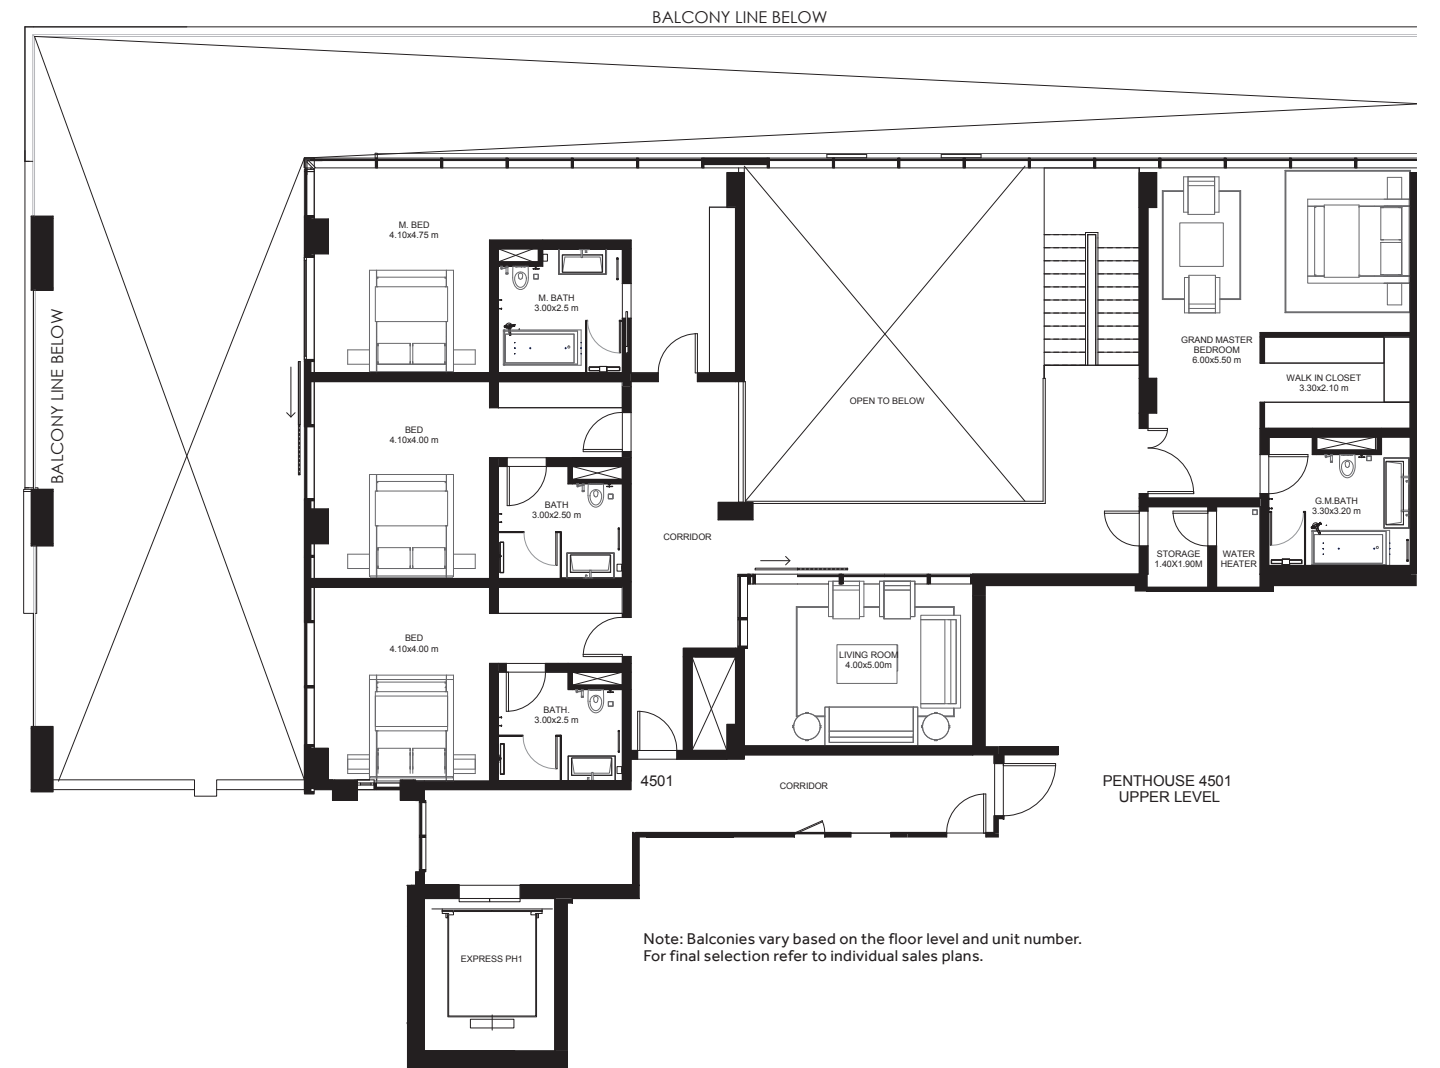 BALCONY LINE BELOW
BALCONY LINE BELOW
M. BED
4.10x4.75 m
M. BATH
3.00x2.5 m
GRAND MASTER
BEDROOM
6.00x5.50 m
WALK IN CLOSET
3.30x2.10 m
OPEN TO BELOW
BED
4.10x4.00 m
BATH
3.00x2.50 m
G.M.BATH
3.30x3.20 m
CORRIDOR
STORAGE
1.40X1.90M
WATER
HEATER
BED
4.10x4.00 m
LIVING ROOM
4.00x5.00m
BATH.
3.00x2.5 m
4501
CORRIDOR
PENTHOUSE 4501
UPPER LEVEL
Note: Balconies vary based on the floor level and unit number.
For final selection refer to individual sales plans.
EXPRESS PH1